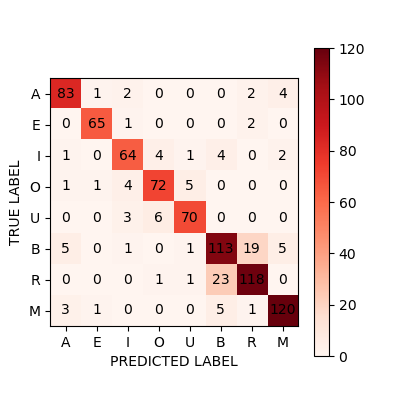 A 83 1 2 0 0 0 2 4
E 0 65 1 0 0 0 2 0
I 1 0 64 4 1 4 0 2
O 1 1 4 72 5 0 0 0
U 0 0 3 6 70 0 0 0
B 5 0 1 0 1 113 19 5
R 0 0 0 1 1 23 118 0
M 3 1 0 0 0 5 1 120
A E I O U B R M
PREDICTED LABEL
TRUE LABEL
120
100
80
60
40
20
0